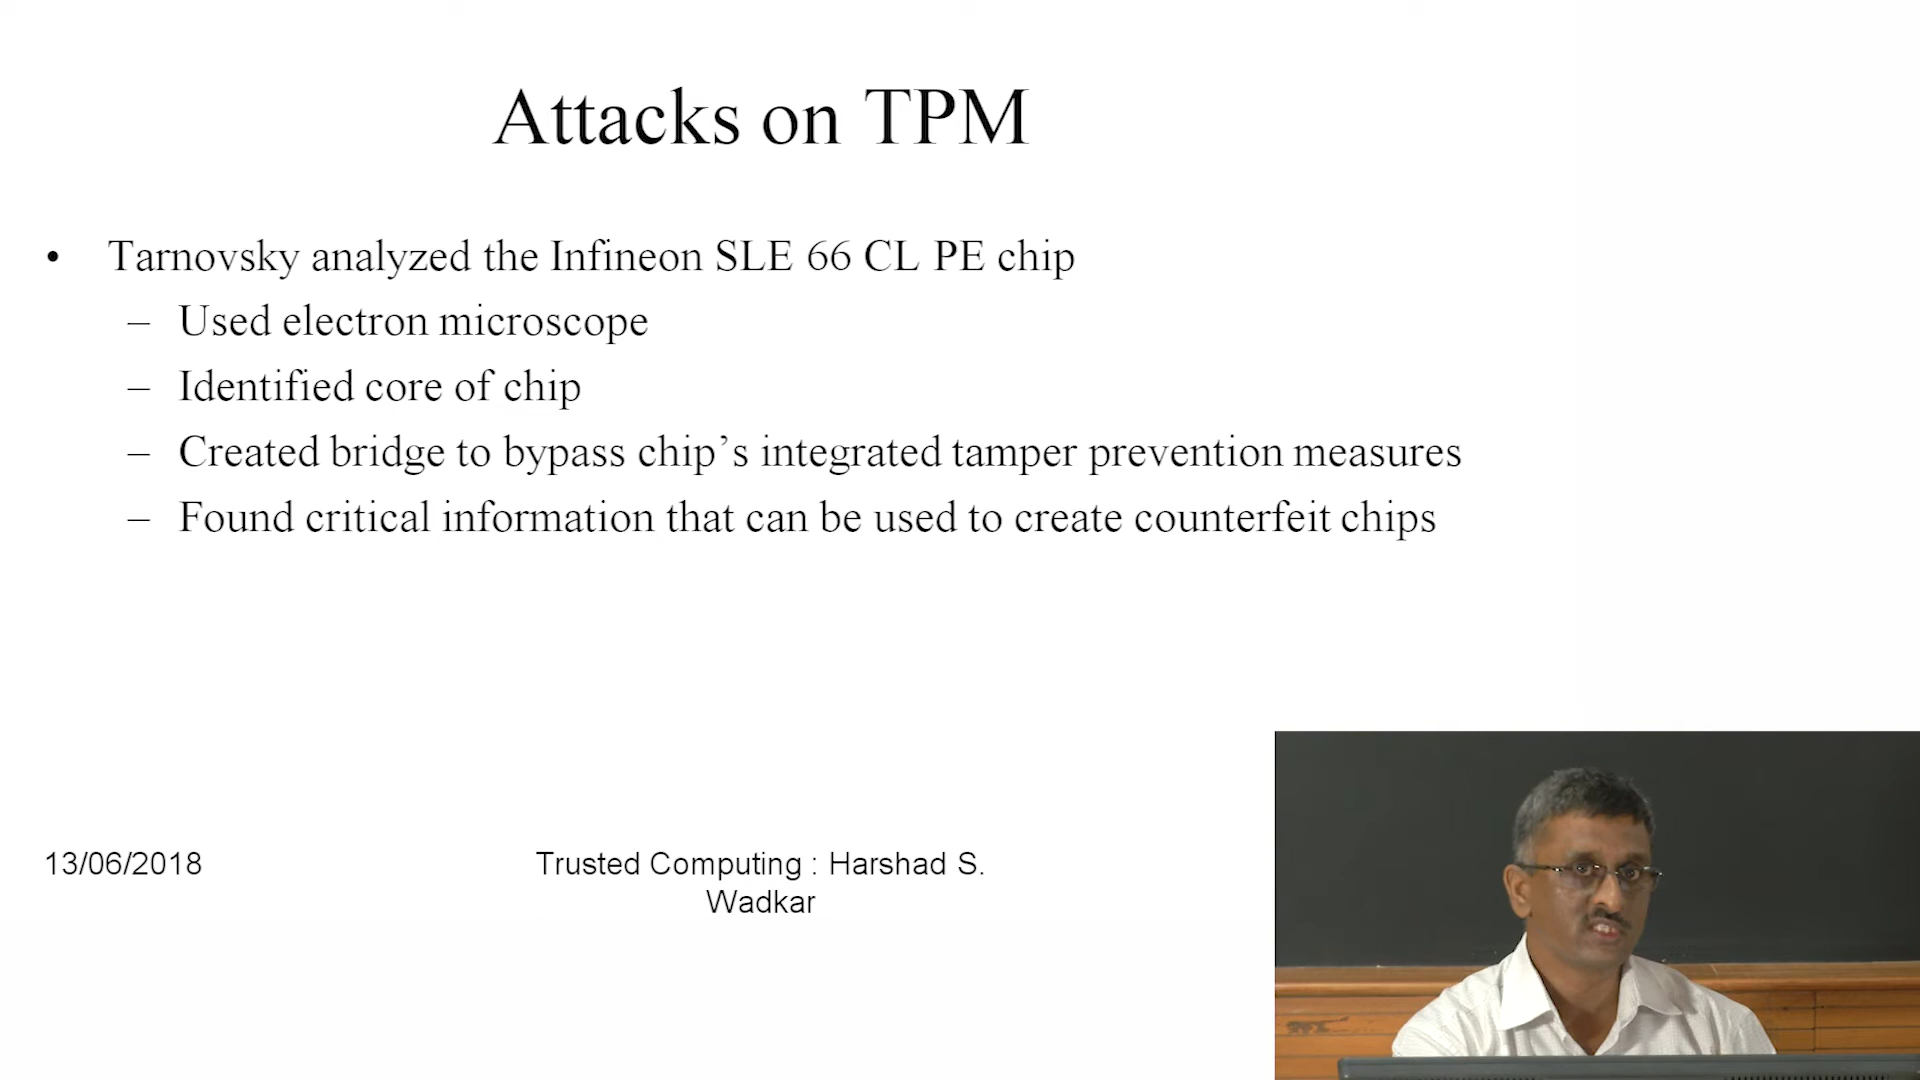 Attacks on TPM
• Tarnovsky analyzed the Infineon SLE 66 CL PE chip
– Used electron microscope
– Identified core of chip
– Created bridge to bypass chip’s integrated tamper prevention measures
– Found critical information that can be used to create counterfeit chips
13/06/2018
Trusted Computing : Harshad S.
Wadkar